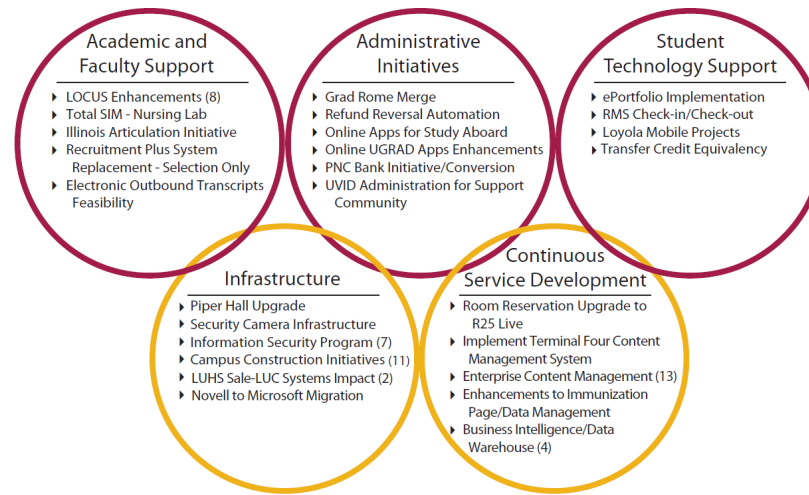 Academic and
Faculty Support
LOCUS Enhancements (8)
Total SIM - Nursing Lab
Illinois Articulation Initiative
Recruitment Plus System
Replacement - Selection Only
Electronic Outbound Transcripts
Feasibility
Administrative
Initiatives
Grad Rome Merge
Refund Reversal Automation
Online Apps for Study Aboard
Online UGRAD Apps Enhancements
PNC Bank Initiative/Conversion
UVID Administration for Support
Community
Student
Technology Support
ePortfolio Implementation
RMS Check-in/Check-out
Loyola Mobile Projects
Transfer Credit Equivalency
Infrastructure
Piper Hall Upgrade
Security Camera Infrastructure
Information Security Program (7)
Campus Construction Initiatives (11)
LUHS Sale-LUC Systems Impact (2)
Novell to Microsoft Migration
Continuous
Service Development
Room Reservation Upgrade to
R25 Live
Implement Terminal Four Content
Management System
Enterprise Content Management (13)
Enhancements to Immunization
Page/Data Management
Business Intelligence/Data
Warehouse (4)